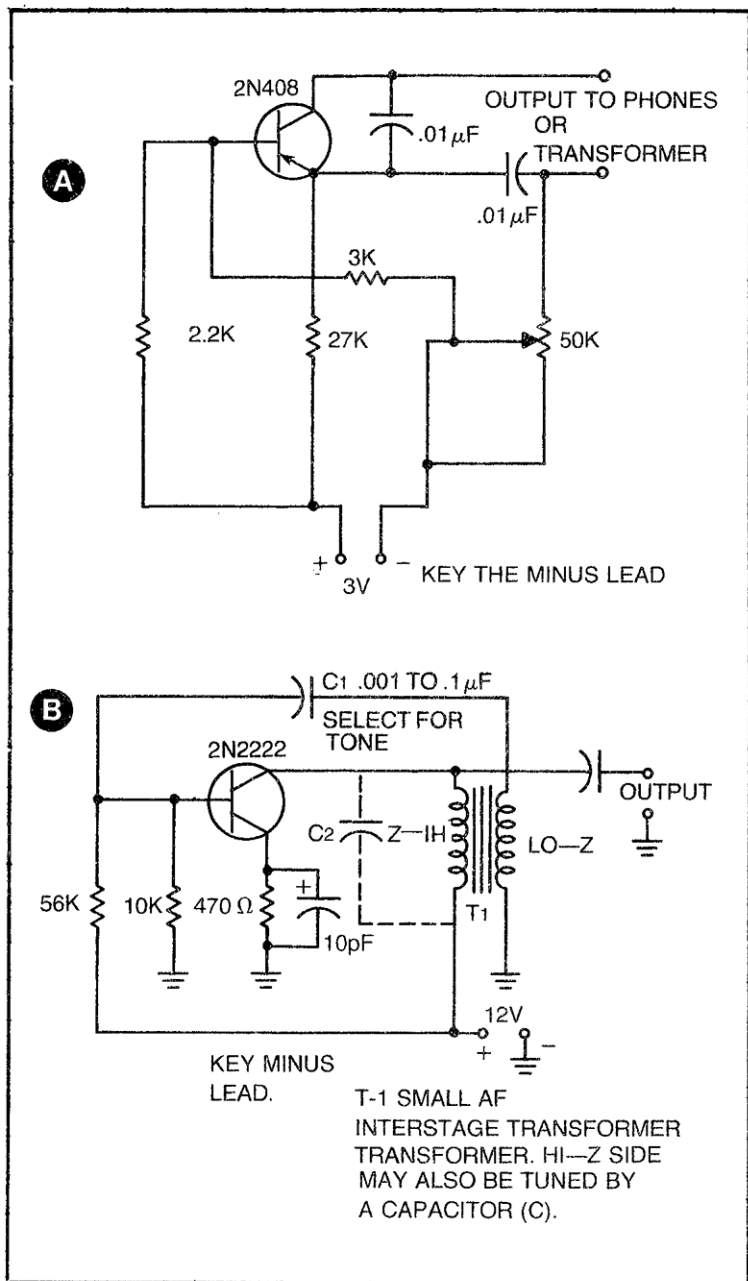 2N408
OUTPUT TO PHONES
OR
TRANSFORMER
.01μF
A
.01μF
3K
2.2K
27K
50K
+ 3V -
KEY THE MINUS LEAD
C1 .001 TO .1μF
B
SELECT FOR
TONE
2N2222
OUTPUT
C2
Z—IH
LO—Z
56K
10K
470 Ω
+
10pF
T1
12V
+ -
KEY MINUS
LEAD.
T-1 SMALL AF
INTERSTAGE TRANSFORMER
TRANSFORMER. HI—Z SIDE
MAY ALSO BE TUNED BY
A CAPACITOR (C).